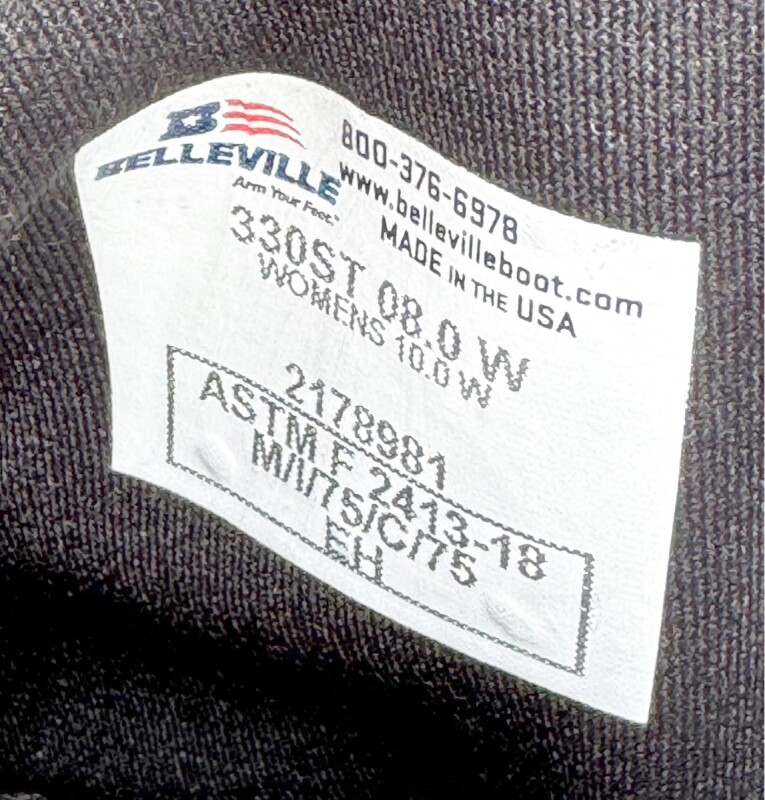 B
BELLEVILLE
Arm Your Feet™
800-376-6978
www.bellevilleboot.com
MADE IN THE USA
330ST 08.0 W
WOMENS 10.0 W
2178981
ASTM F 2413-18
M/I/75/C/75
EH